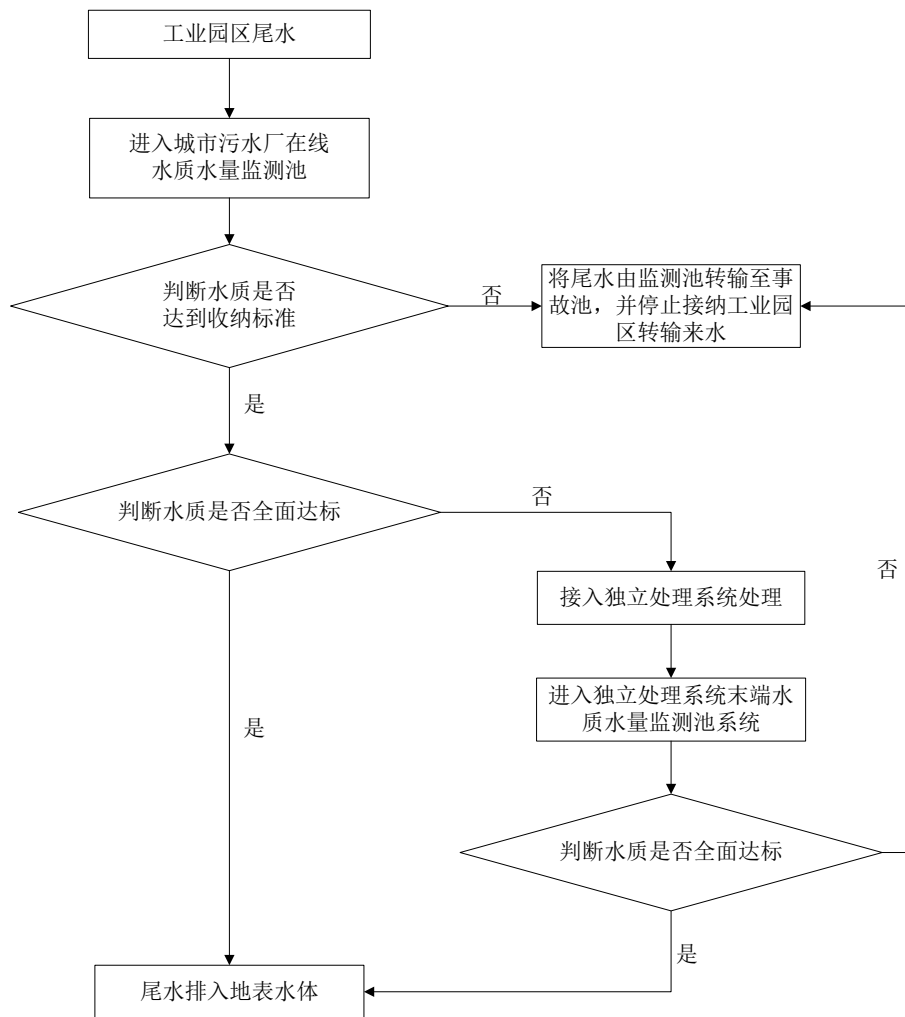 工业园区尾水
进入城市污水厂在线
水质水量监测池
判断水质是否
达到收纳标准
否
将尾水由监测池转输至事
故池，并停止接纳工业园
区转输来水
是
判断水质是否全面达标
否
接入独立处理系统处理
否
进入独立处理系统末端水
质水量监测池系统
是
判断水质是否全面达标
是
尾水排入地表水体